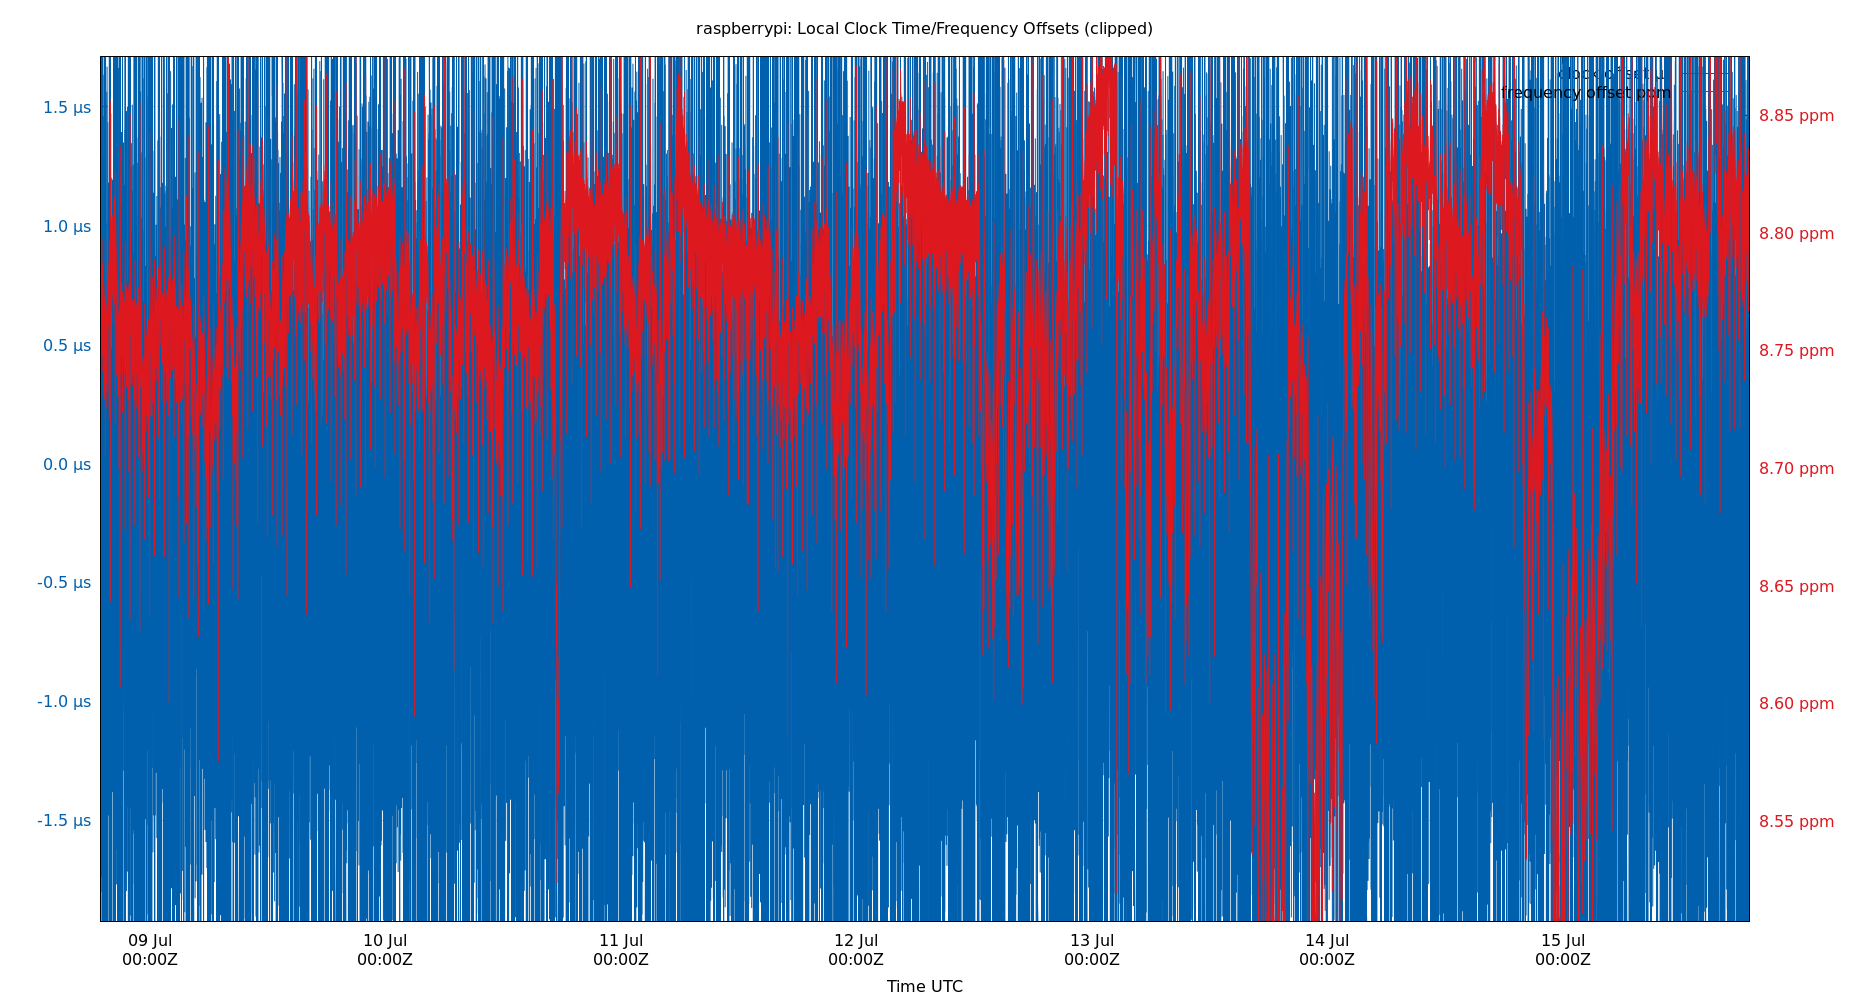 raspberrypi: Local Clock Time/Frequency Offsets (clipped)
clock offset
frequency offset ppm
1.5 µs
1.0 µs
0.5 µs
0.0 µs
-0.5 µs
-1.0 µs
-1.5 µs
8.85 ppm
8.80 ppm
8.75 ppm
8.70 ppm
8.65 ppm
8.60 ppm
8.55 ppm
09 Jul 10 Jul 11 Jul 12 Jul 13 Jul 14 Jul 15 Jul
00:00Z 00:00Z 00:00Z 00:00Z 00:00Z 00:00Z 00:00Z
Time UTC